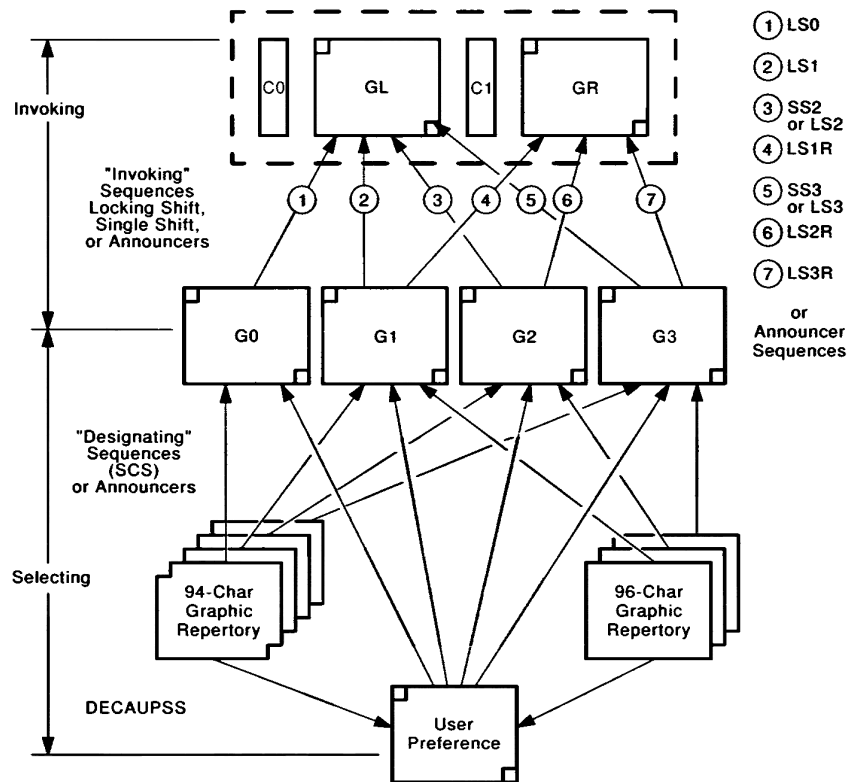 C0
GL
C1
GR
1 LS0
2 LS1
3 SS2
or LS2
4 LS1R
5 SS3
or LS3
6 LS2R
7 LS3R
or
Announcer
Sequences
Invoking
"Invoking"
Sequences
Locking Shift,
Single Shift,
or Announcers
1
2
3
4
5
6
7
G0
G1
G2
G3
"Designating"
Sequences
(SCS)
or Announcers
Selecting
94-Char
Graphic
Repertory
96-Char
Graphic
Repertory
DECAUPSS
User
Preference